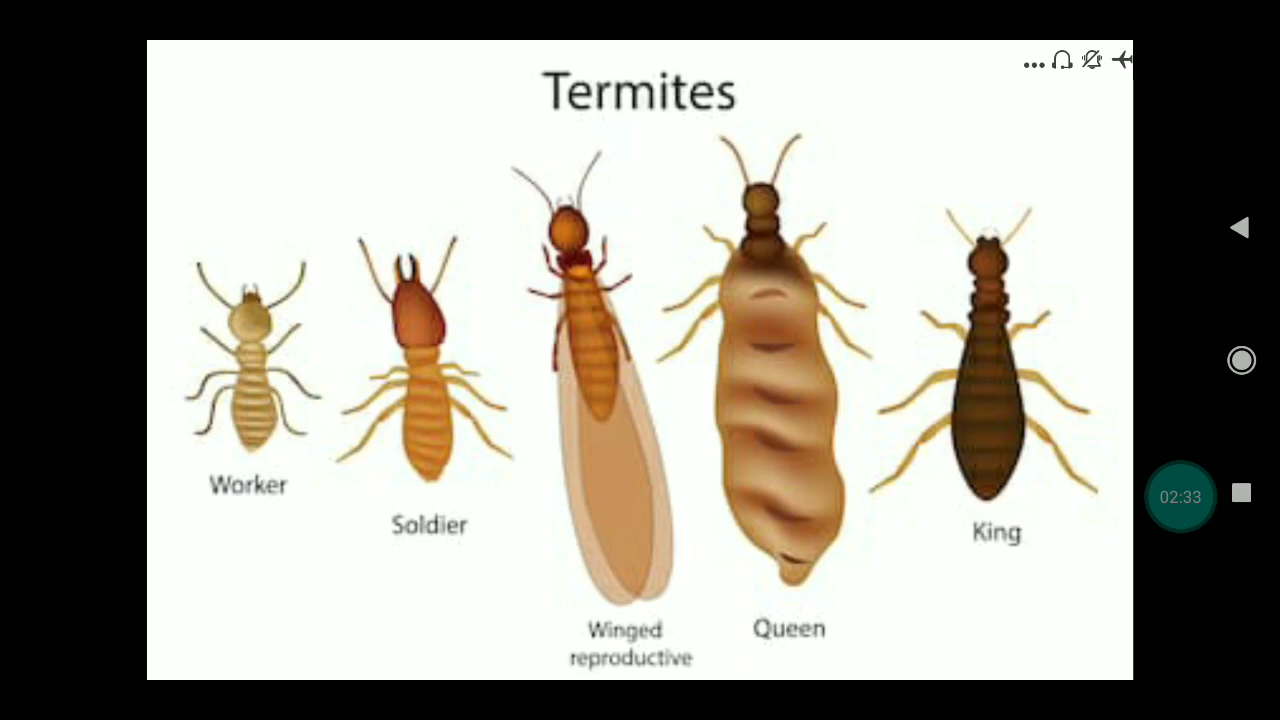 Termites
Worker
Soldier
Winged
reproductive
Queen
King
02:33